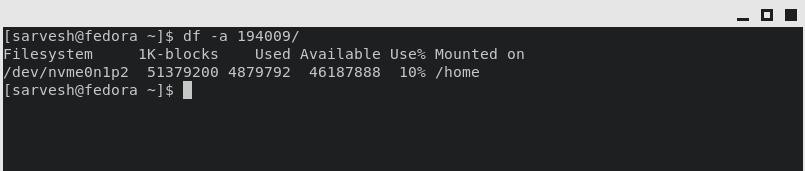 [sarvesh@fedora ~]$ df -a 194009/
Filesystem     1K-blocks    Used Available Use% Mounted on
/dev/nvme0n1p2  51379200 4879792  46187888  10% /home
[sarvesh@fedora ~]$